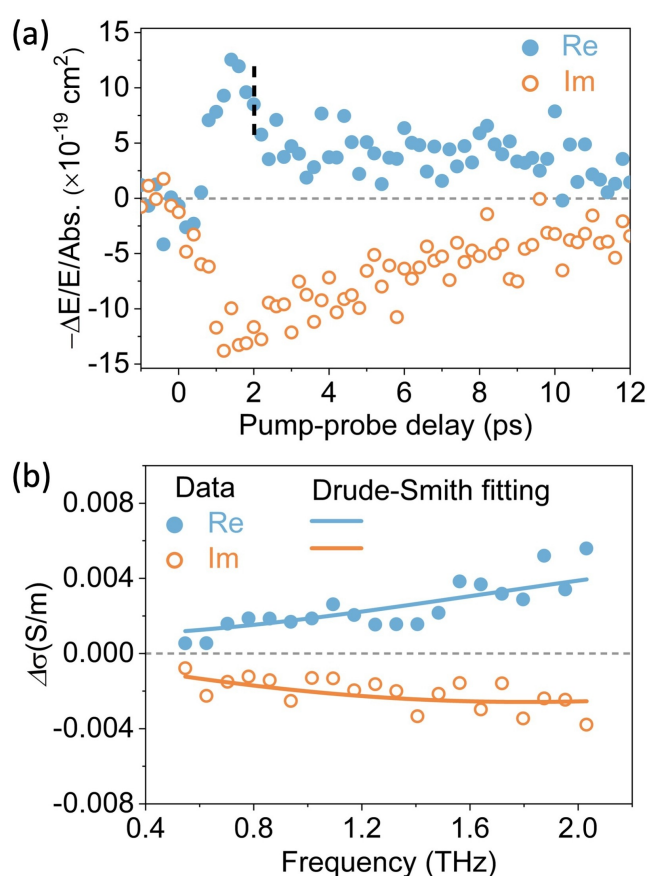 (a)
15
10
5
0
-5
-10
-15
−ΔE/E/Abs. (×10⁻¹⁹ cm²)
Re
Im
0 2 4 6 8 10 12
Pump-probe delay (ps)
(b)
0.008
0.004
0.000
-0.004
-0.008
Δσ(S/m)
Data Drude-Smith fitting
Re
Im
0.4 0.8 1.2 1.6 2.0
Frequency (THz)